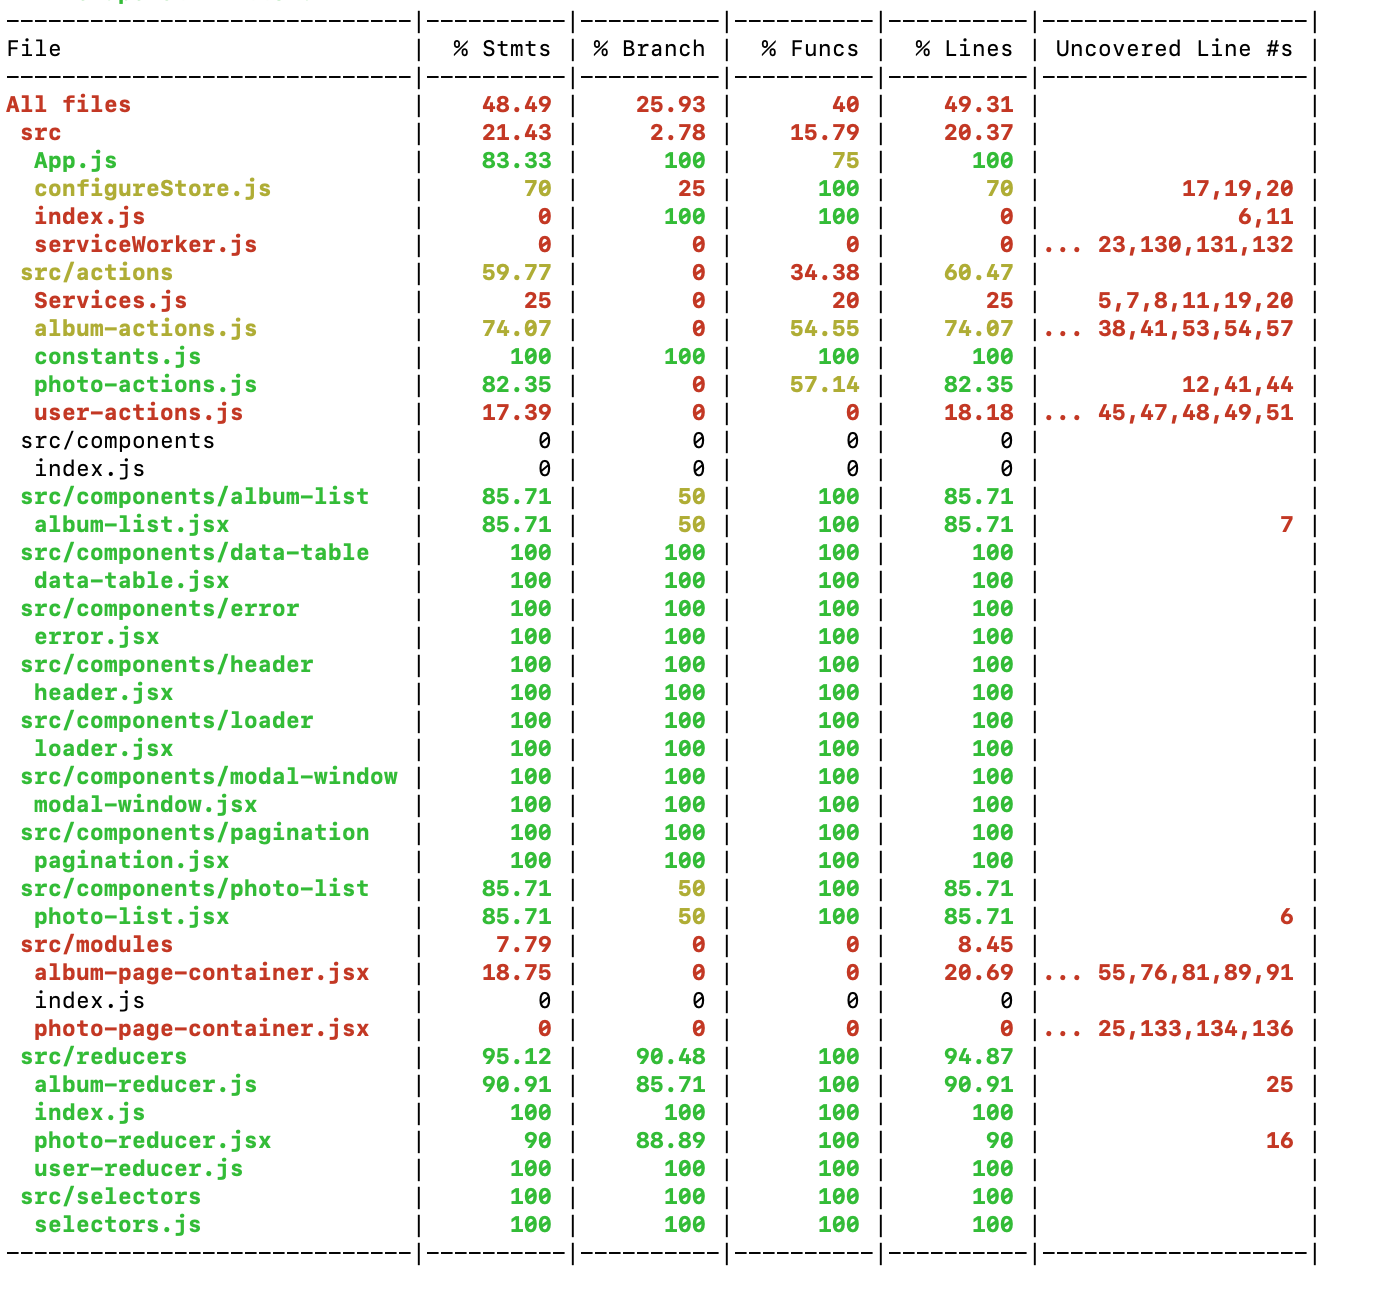 File | % Stmts | % Branch | % Funcs | % Lines | Uncovered Line #s |
All files | 48.49 | 25.93 | 40 | 49.31 | |
src | 21.43 | 2.78 | 15.79 | 20.37 | |
App.js | 83.33 | 100 | 75 | 100 | |
configureStore.js | 70 | 25 | 100 | 70 | 17,19,20 |
index.js | 0 | 100 | 100 | 0 | 6,11 |
serviceWorker.js | 0 | 0 | 0 | 0 |... 23,130,131,132 |
src/actions | 59.77 | 0 | 34.38 | 60.47 | |
Services.js | 25 | 0 | 20 | 25 | 5,7,8,11,19,20 |
album-actions.js | 74.07 | 0 | 54.55 | 74.07 |... 38,41,53,54,57 |
constants.js | 100 | 100 | 100 | 100 | |
photo-actions.js | 82.35 | 0 | 57.14 | 82.35 | 12,41,44 |
user-actions.js | 17.39 | 0 | 0 | 18.18 |... 45,47,48,49,51 |
src/components | 0 | 0 | 0 | 0 | |
index.js | 0 | 0 | 0 | 0 | |
src/components/album-list | 85.71 | 50 | 100 | 85.71 | |
album-list.jsx | 85.71 | 50 | 100 | 85.71 | 7 |
src/components/data-table | 100 | 100 | 100 | 100 | |
data-table.jsx | 100 | 100 | 100 | 100 | |
src/components/error | 100 | 100 | 100 | 100 | |
error.jsx | 100 | 100 | 100 | 100 | |
src/components/header | 100 | 100 | 100 | 100 | |
header.jsx | 100 | 100 | 100 | 100 | |
src/components/loader | 100 | 100 | 100 | 100 | |
loader.jsx | 100 | 100 | 100 | 100 | |
src/components/modal-window | 100 | 100 | 100 | 100 | |
modal-window.jsx | 100 | 100 | 100 | 100 | |
src/components/pagination | 100 | 100 | 100 | 100 | |
pagination.jsx | 100 | 100 | 100 | 100 | |
src/components/photo-list | 85.71 | 50 | 100 | 85.71 | |
photo-list.jsx | 85.71 | 50 | 100 | 85.71 | 6 |
src/modules | 7.79 | 0 | 0 | 8.45 | |
album-page-container.jsx | 18.75 | 0 | 0 | 20.69 |... 55,76,81,89,91 |
index.js | 0 | 0 | 0 | 0 | |
photo-page-container.jsx | 0 | 0 | 0 | 0 |... 25,133,134,136 |
src/reducers | 95.12 | 90.48 | 100 | 94.87 | |
album-reducer.js | 90.91 | 85.71 | 100 | 90.91 | 25 |
index.js | 100 | 100 | 100 | 100 | |
photo-reducer.jsx | 90 | 88.89 | 100 | 90 | 16 |
user-reducer.js | 100 | 100 | 100 | 100 | |
src/selectors | 100 | 100 | 100 | 100 | |
selectors.js | 100 | 100 | 100 | 100 | |